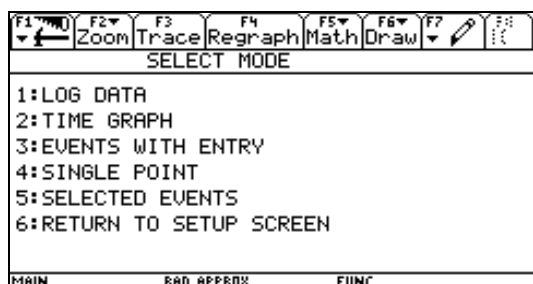 F1 F2 Zoom F3 Trace F4 Regraph F5 Math F6 Draw F7
SELECT MODE
1:LOG DATA
2:TIME GRAPH
3:EVENTS WITH ENTRY
4:SINGLE POINT
5:SELECTED EVENTS
6:RETURN TO SETUP SCREEN
MAIN RAD APPROX FUNC